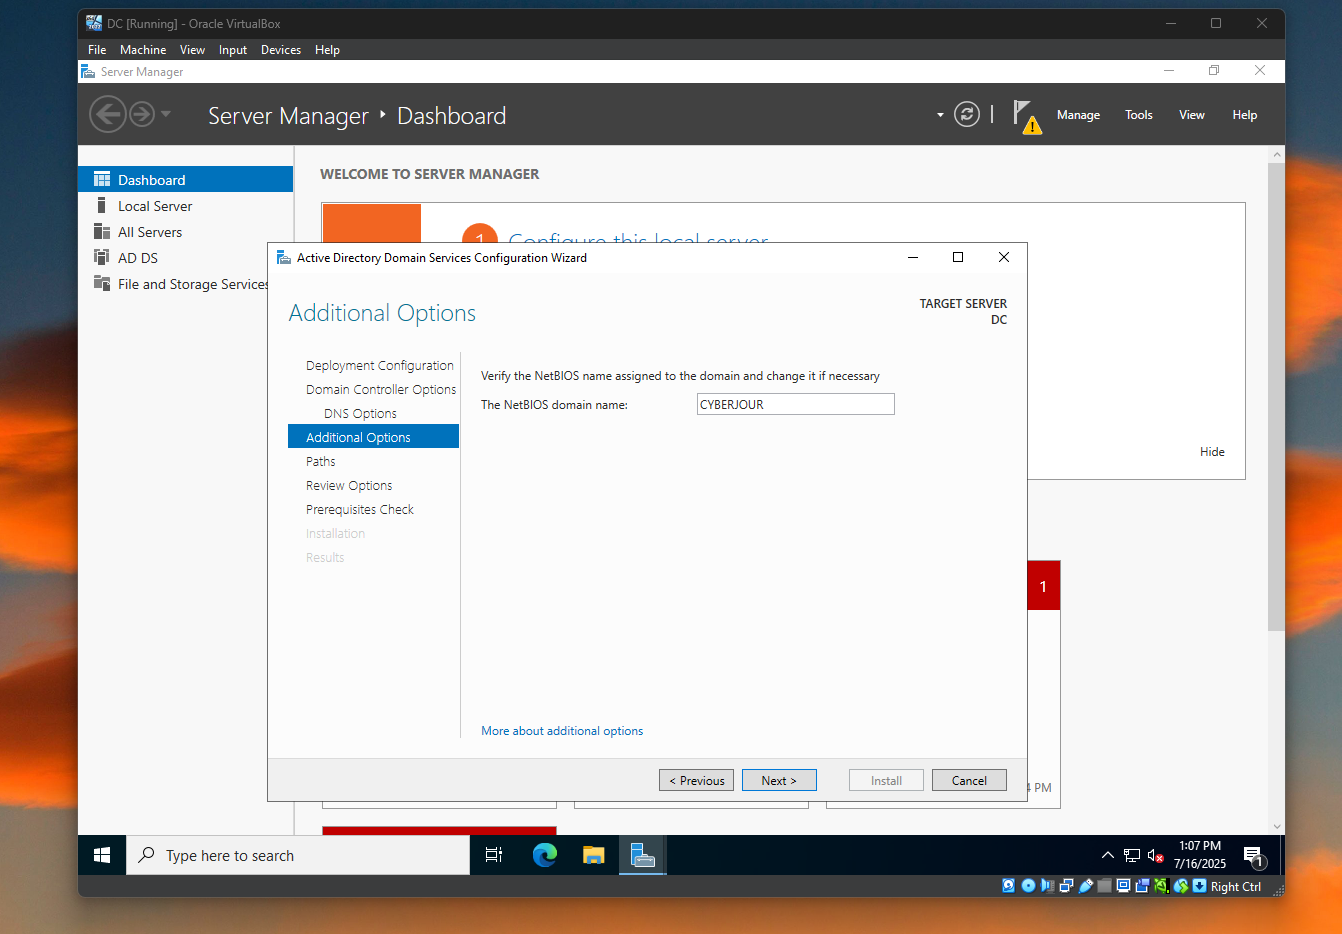 DC [Running] - Oracle VirtualBox
File Machine View Input Devices Help
Server Manager
Server Manager Dashboard
Manage Tools View Help
Dashboard
Local Server
All Servers
AD DS
File and Storage Services
WELCOME TO SERVER MANAGER
1 Configure this local server
Hide
Active Directory Domain Services Configuration Wizard
Additional Options
TARGET SERVER
DC
Deployment Configuration
Domain Controller Options
DNS Options
Additional Options
Paths
Review Options
Prerequisites Check
Installation
Results
Verify the NetBIOS name assigned to the domain and change it if necessary
The NetBIOS domain name: CYBERJOUR
More about additional options
< Previous Next > Install Cancel
1
PM
Type here to search
1:07 PM
7/16/2025
1
Right Ctrl